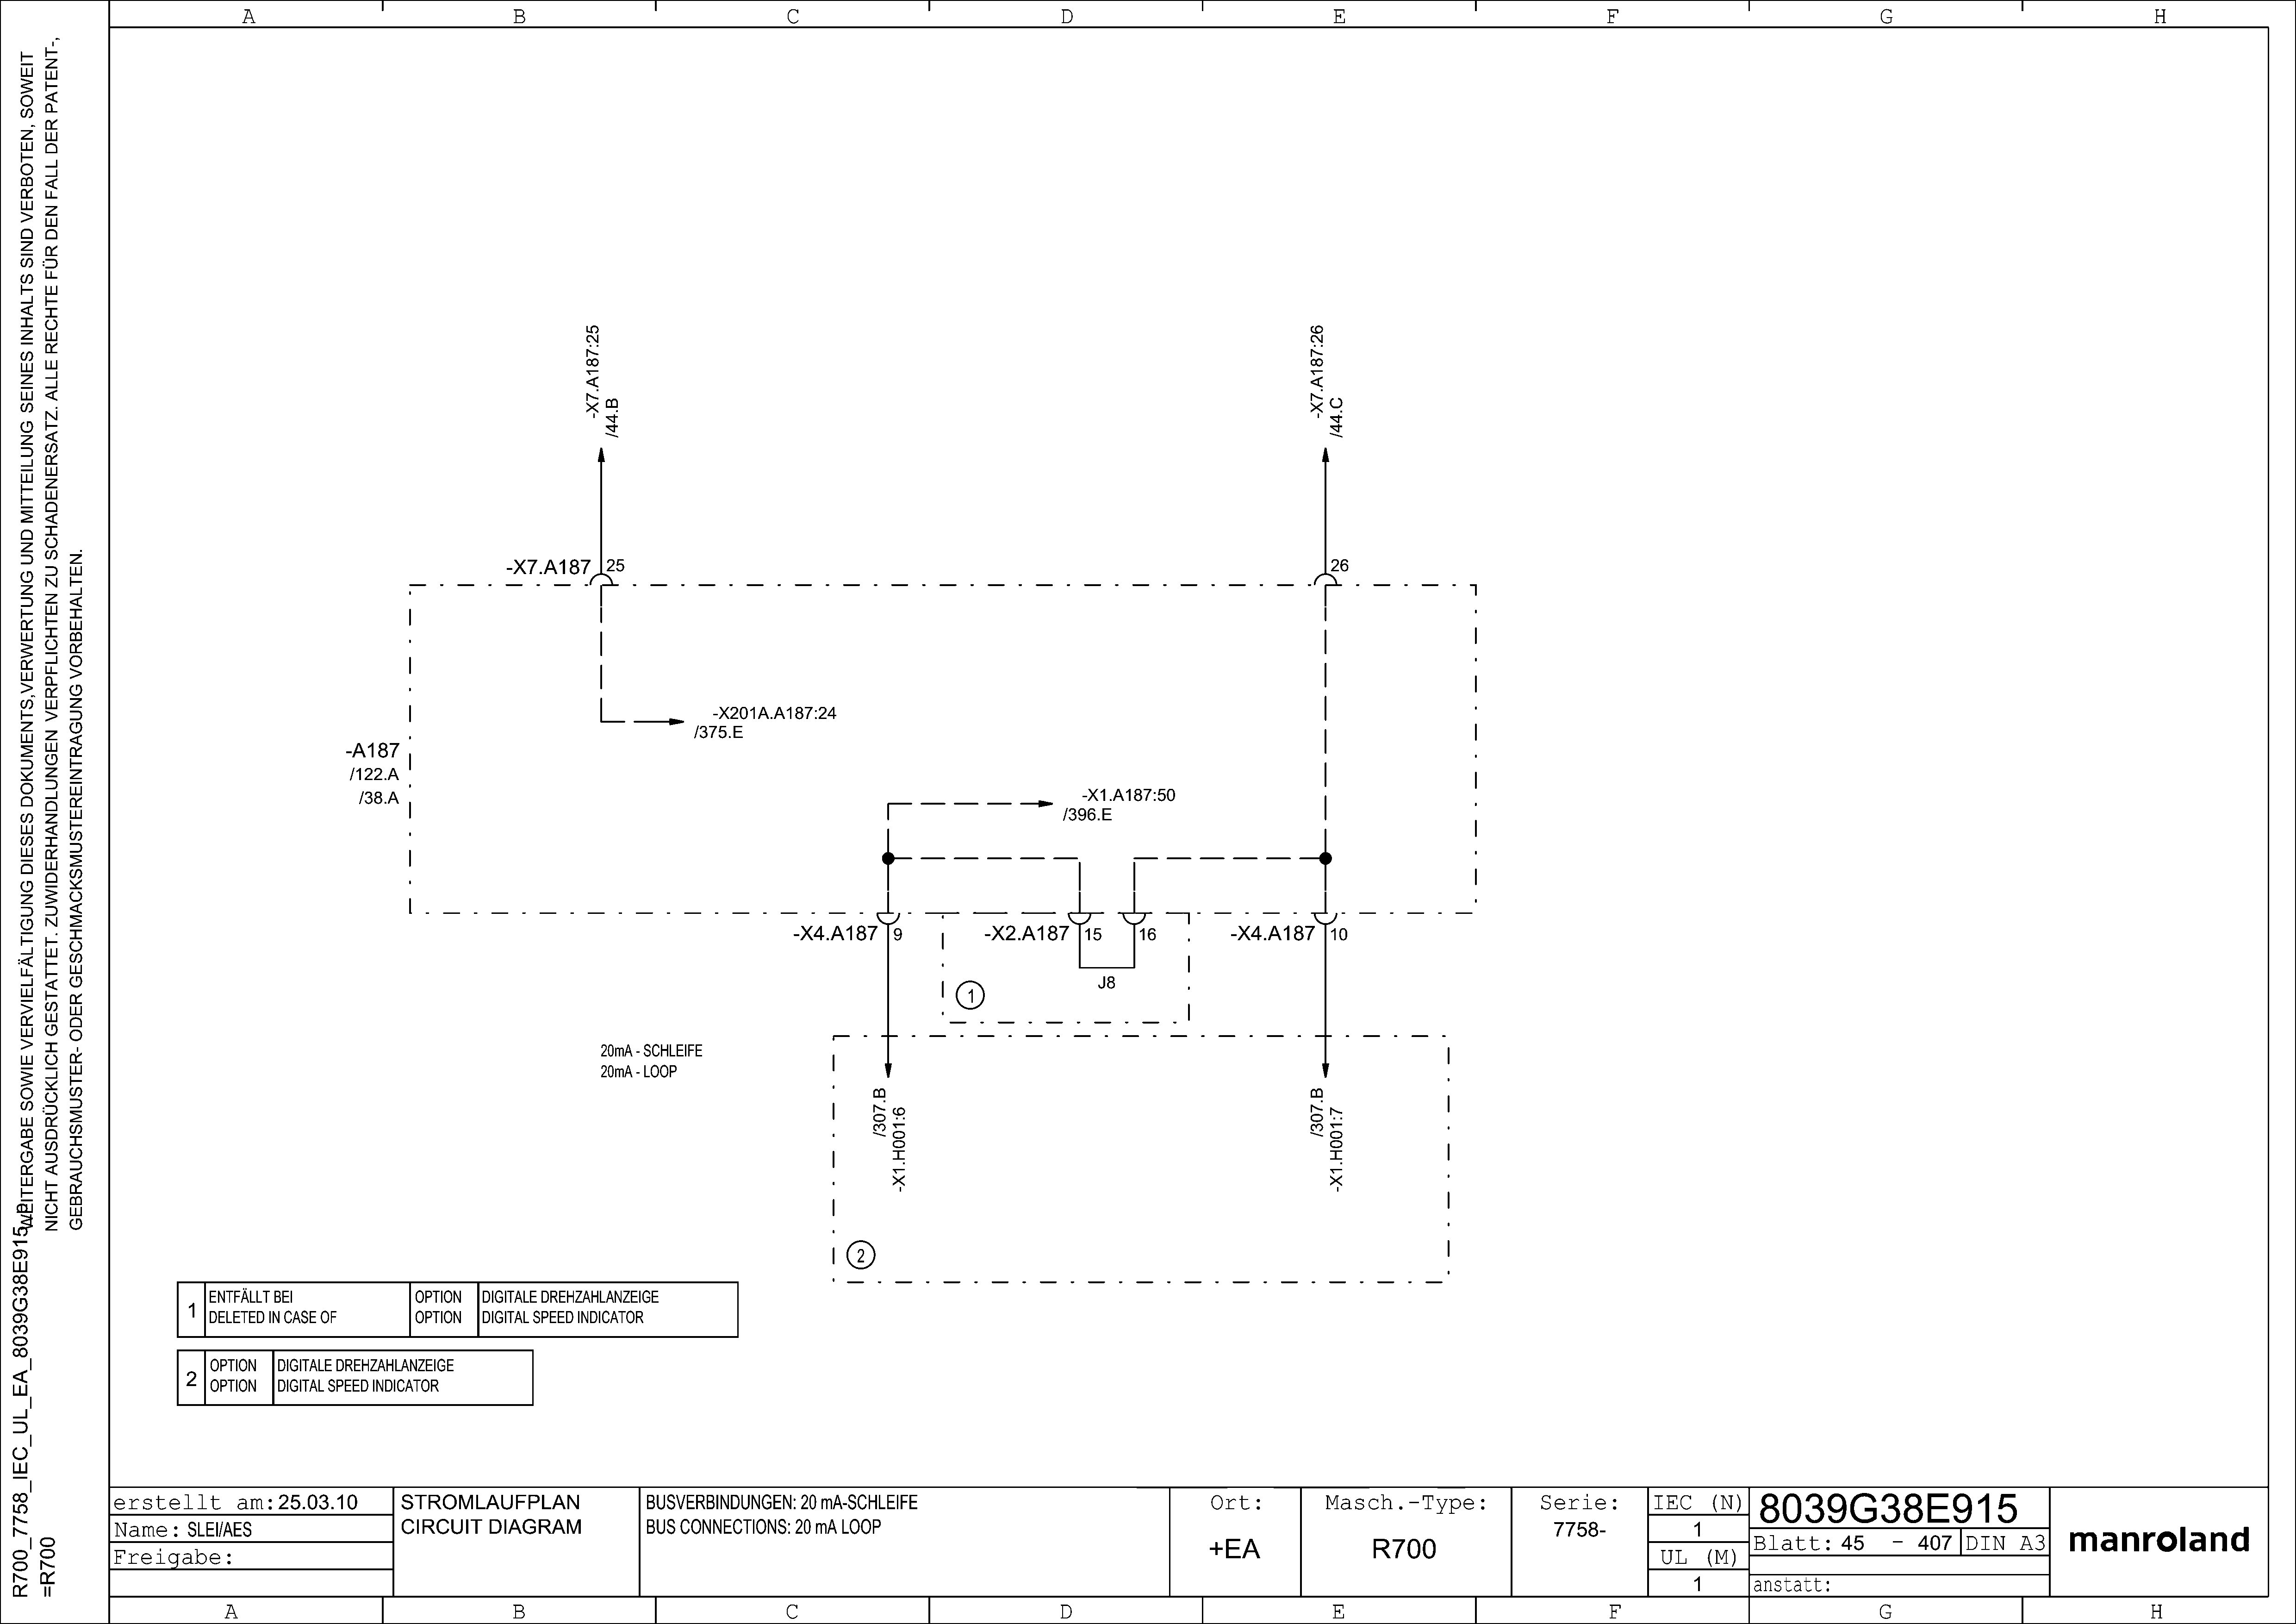 A B C D E F G H
WEITERGABE SOWIE VERVIELFÄLTIGUNG DIESES DOKUMENTS,VERWERTUNG UND MITTEILUNG SEINES INHALTS SIND VERBOTEN, SOWEIT
NICHT AUSDRÜCKLICH GESTATTET. ZUWIDERHANDLUNGEN VERPFLICHTEN ZU SCHADENERSATZ. ALLE RECHTE FÜR DEN FALL DER PATENT-,
GEBRAUCHSMUSTER- ODER GESCHMACKSMUSTEREINTRAGUNG VORBEHALTEN.
-X7.A187:25
/44.B
-X7.A187:26
/44.C
-X7.A187 25
26
-X201A.A187:24
/375.E
-A187
/122.A
/38.A
-X1.A187:50
/396.E
-X4.A187 9
-X2.A187 15 16
-X4.A187 10
J8
1
20mA - SCHLEIFE
20mA - LOOP
/307.B
-X1.H001:6
/307.B
-X1.H001:7
2
1 ENTFÄLLT BEI OPTION DIGITALE DREHZAHLANZEIGE
DELETED IN CASE OF OPTION DIGITAL SPEED INDICATOR
2 OPTION DIGITALE DREHZAHLANZEIGE
OPTION DIGITAL SPEED INDICATOR
R700_7758_IEC_UL_EA_8039G38E915_
=R700
erstellt am: 25.03.10
Name: SLEI/AES
Freigabe:
STROMLAUFPLAN
CIRCUIT DIAGRAM
BUSVERBINDUNGEN: 20 mA-SCHLEIFE
BUS CONNECTIONS: 20 mA LOOP
Ort:
+EA
Masch.-Type:
R700
Serie:
7758-
IEC (N)
1
UL (M)
1
8039G38E915
Blatt: 45 - 407 DIN A3
anstatt:
manroland
A B C D E F G H